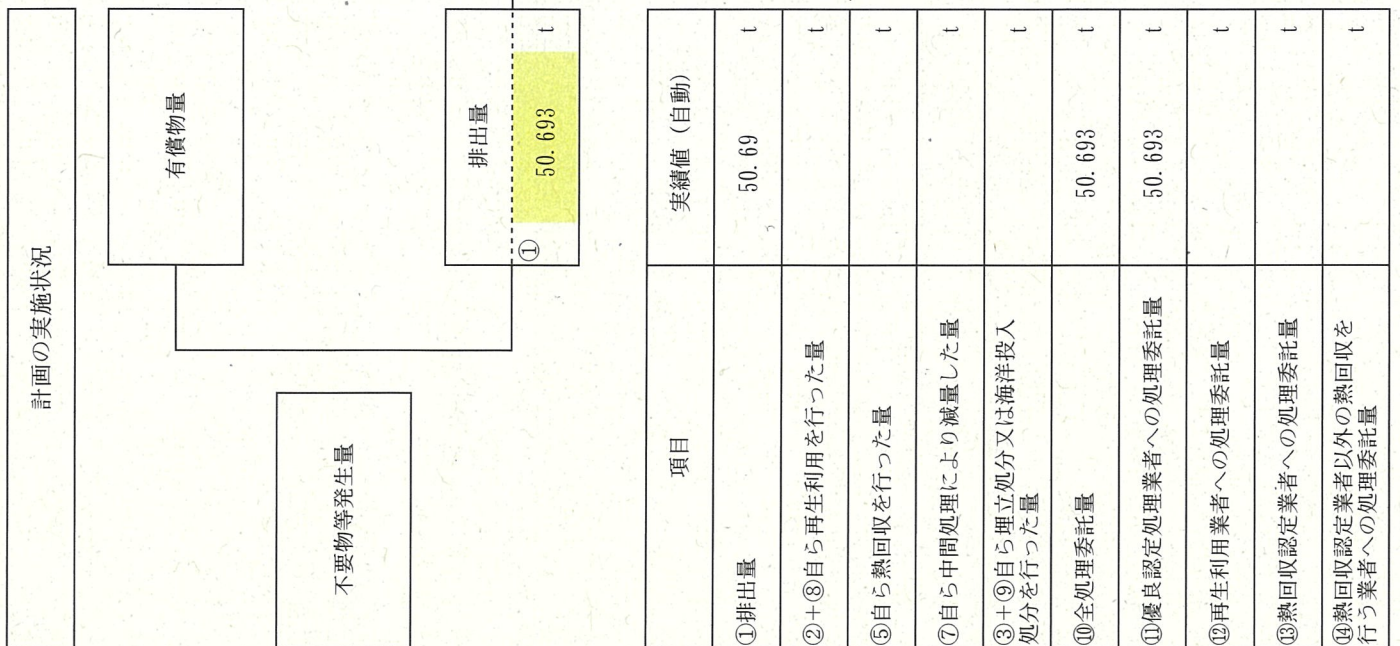 計画の実施状況
有償物量
不要物等発生量
排出量
① 50.693 t
項目 実績値（自動）
①排出量 50.69 t
②＋⑧自ら再生利用を行った量 t
⑤自ら熱回収を行った量 t
⑦自ら中間処理により減量した量 t
③＋⑨自ら埋立処分又は海洋投入
処分を行った量 t
⑩全処理委託量 50.693 t
⑪優良認定処理業者への処理委託量 50.693 t
⑫再生利用業者への処理委託量 t
⑬熱回収認定業者への処理委託量 t
⑭熱回収認定業者以外の熱回収を
行う業者への処理委託量 t